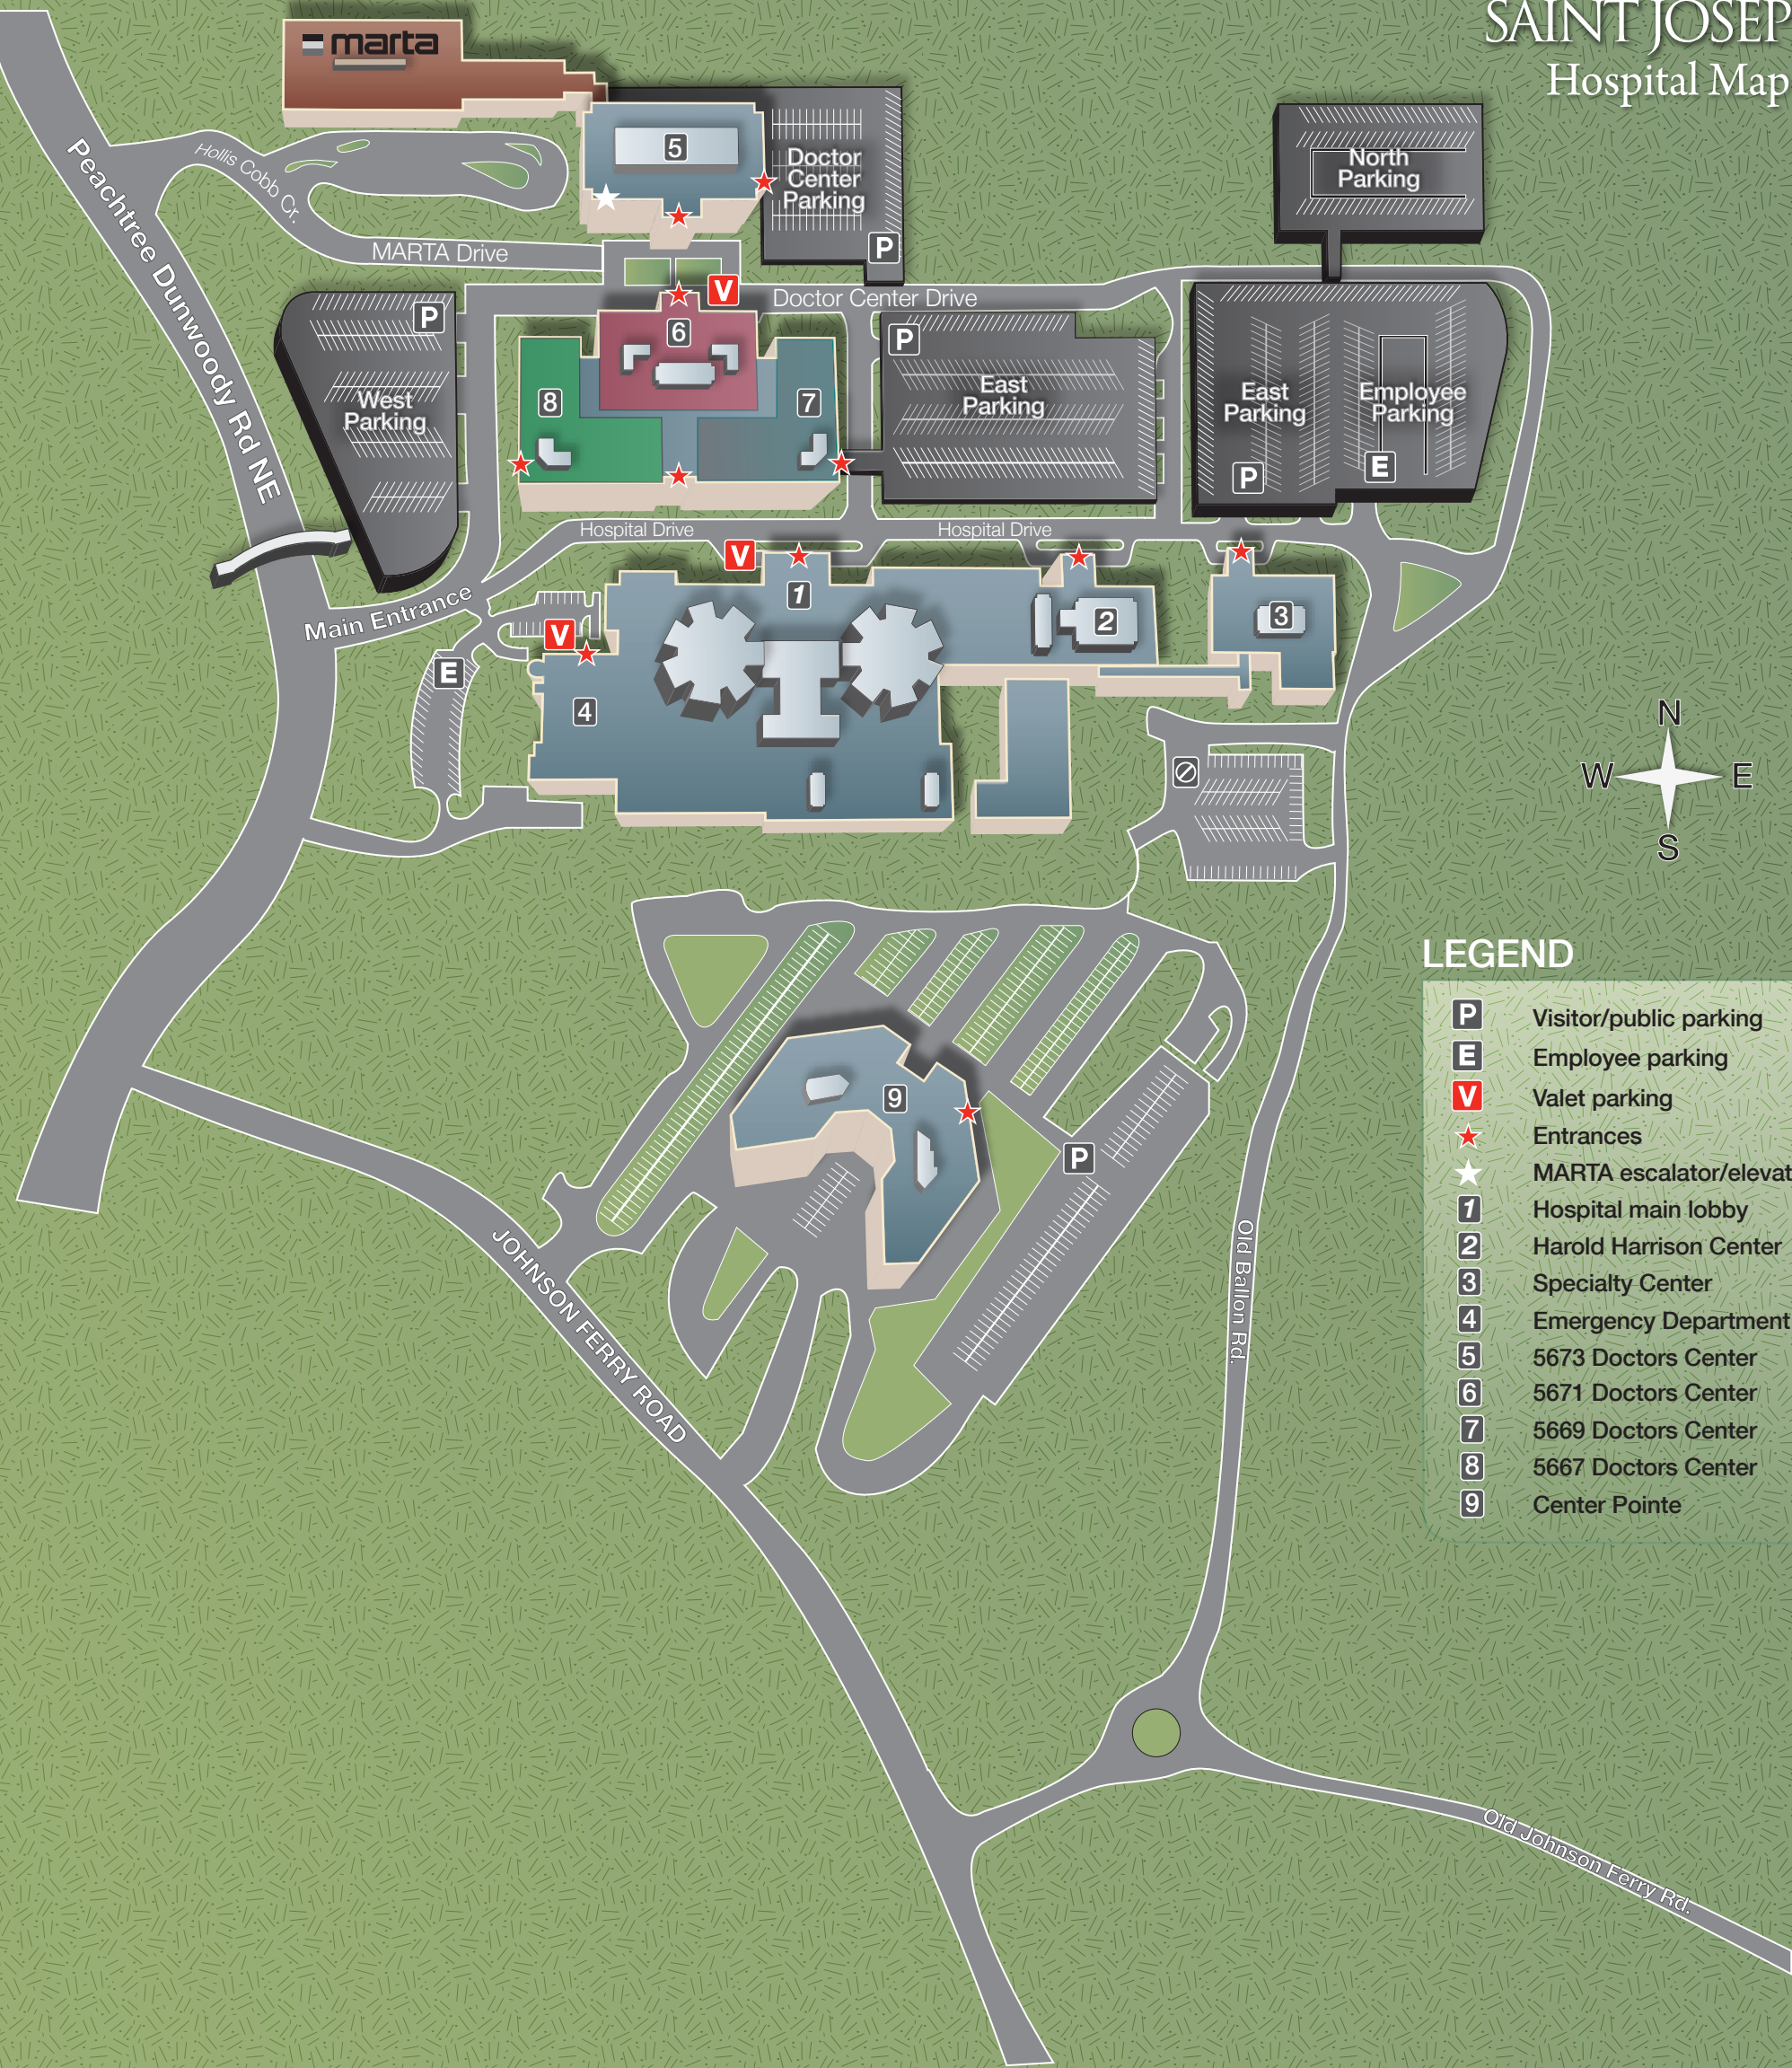 SAINT JOSEP
Hospital Map
marta
5
Doctor
Center
Parking
P
North
Parking
Hollis Cobb Cr.
MARTA Drive
Peachtree Dunwoody Rd NE
V
Doctor Center Drive
P
West
Parking
6
8
7
P
East
Parking
East
Parking
P
Employee
Parking
E
Hospital Drive
Hospital Drive
Main Entrance
V
1
2
3
V
E
4
N
W E
S
9
P
JOHNSON FERRY ROAD
Old Ballon Rd.
Old Johnson Ferry Rd.
LEGEND
P Visitor/public parking
E Employee parking
V Valet parking
Entrances
MARTA escalator/elevat
1 Hospital main lobby
2 Harold Harrison Center
3 Specialty Center
4 Emergency Department
5 5673 Doctors Center
6 5671 Doctors Center
7 5669 Doctors Center
8 5667 Doctors Center
9 Center Pointe